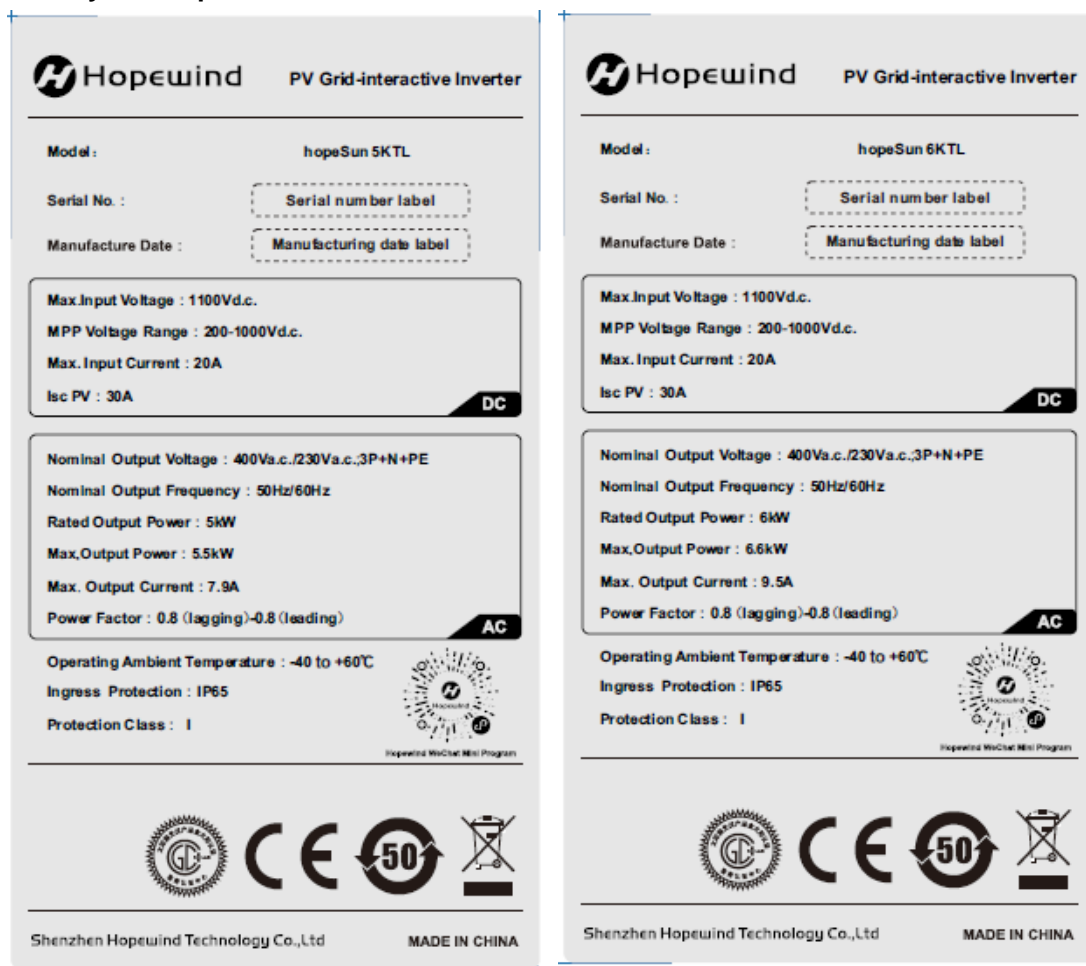 Hopewind PV Grid-interactive Inverter
Model: hopeSun 5KTL
Serial No. : Serial number label
Manufacture Date : Manufacturing date label
Max.Input Voltage : 1100Vd.c.
MPP Voltage Range : 200-1000Vd.c.
Max. Input Current : 20A
Isc PV : 30A
DC
Nominal Output Voltage : 400Va.c./230Va.c.;3P+N+PE
Nominal Output Frequency : 50Hz/60Hz
Rated Output Power : 5kW
Max,Output Power : 5.5kW
Max. Output Current : 7.9A
Power Factor : 0.8 (lagging)-0.8 (leading)
AC
Operating Ambient Temperature : -40 to +60℃
Ingress Protection : IP65
Protection Class : I
Hopewind
Hopewind WeChat Mini Program
CE
50
Shenzhen Hopewind Technology Co.,Ltd MADE IN CHINA
Hopewind PV Grid-interactive Inverter
Model: hopeSun 6KTL
Serial No. : Serial number label
Manufacture Date : Manufacturing date label
Max.Input Voltage : 1100Vd.c.
MPP Voltage Range : 200-1000Vd.c.
Max. Input Current : 20A
Isc PV : 30A
DC
Nominal Output Voltage : 400Va.c./230Va.c.;3P+N+PE
Nominal Output Frequency : 50Hz/60Hz
Rated Output Power : 6kW
Max,Output Power : 6.6kW
Max. Output Current : 9.5A
Power Factor : 0.8 (lagging)-0.8 (leading)
AC
Operating Ambient Temperature : -40 to +60℃
Ingress Protection : IP65
Protection Class : I
Hopewind
Hopewind WeChat Mini Program
CE
50
Shenzhen Hopewind Technology Co.,Ltd MADE IN CHINA